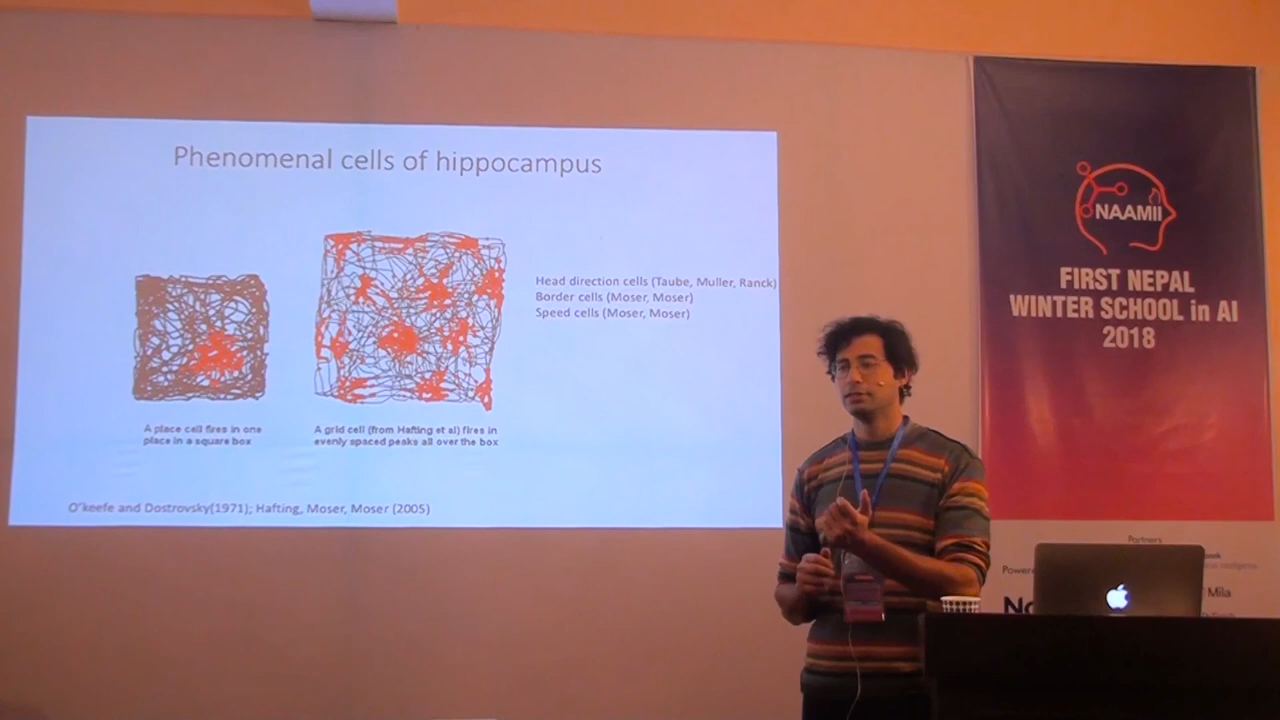 Phenomenal cells of hippocampus
Head direction cells (Taube, Muller, Ranck)
Border cells (Moser, Moser)
Speed cells (Moser, Moser)
A place cell fires in one
place in a square box
A grid cell (from Hafting et al) fires in
evenly spaced peaks all over the box
O'keefe and Dostrovsky(1971); Hafting, Moser, Moser (2005)
NAAMII
FIRST NEPAL
WINTER SCHOOL in AI
2018
Partners
Mila